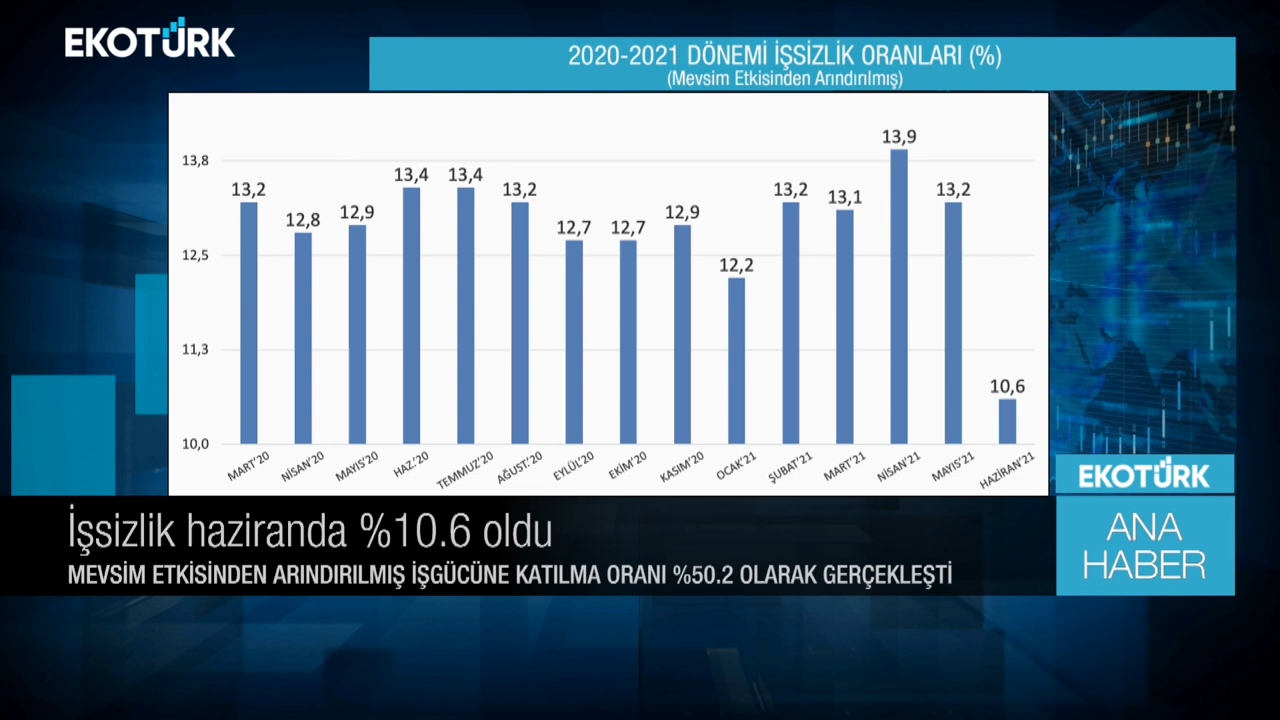 EKOTÜRK
2020-2021 DÖNEMİ İŞSİZLİK ORANLARI (%)
(Mevsim Etkisinden Arındırılmış)
13,8
12,5
11,3
10,0
13,2
12,8
12,9
13,4
13,4
13,2
12,7
12,7
12,9
12,2
13,2
13,1
13,9
13,2
10,6
MART'20
NİSAN'20
MAYIS'20
HAZ.'20
TEMMUZ'20
AĞUST.'20
EYLÜL'20
EKİM'20
KASIM'20
OCAK'21
ŞUBAT'21
MART'21
NİSAN'21
MAYIS'21
HAZİRAN'21
EKOTÜRK
ANA
HABER
İşsizlik haziranda %10.6 oldu
MEVSİM ETKİSİNDEN ARINDIRILMIŞ İŞGÜCÜNE KATILMA ORANI %50.2 OLARAK GERÇEKLEŞTİ